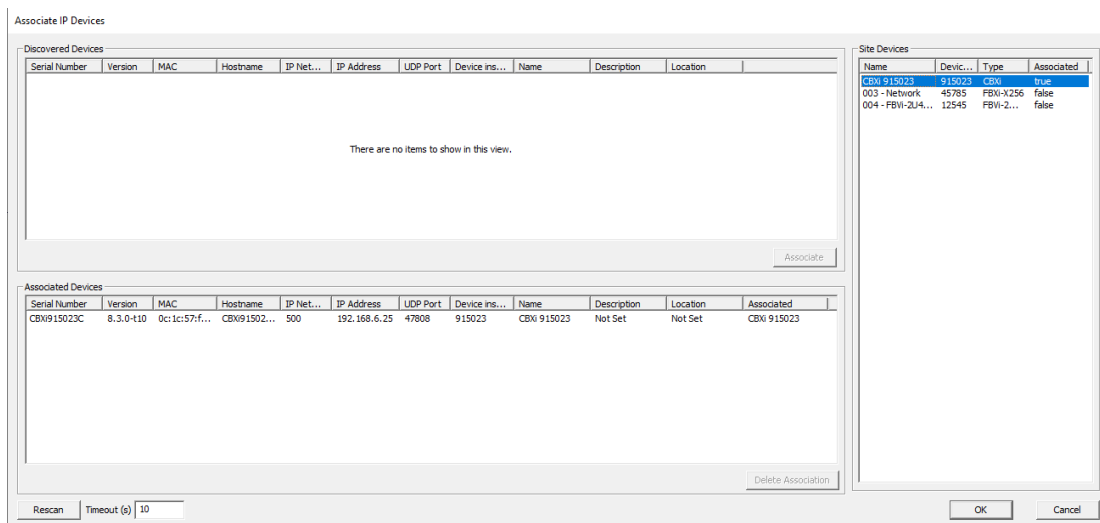 Associate IP Devices
Discovered Devices
Serial Number Version MAC Hostname IP Net... IP Address UDP Port Device ins... Name Description Location
There are no items to show in this view.
Associate
Associated Devices
Serial Number Version MAC Hostname IP Net... IP Address UDP Port Device ins... Name Description Location Associated
CBXi915023C 8.3.0-t10 0c:1c:57:f... CBXi91502... 500 192.168.6.25 47808 915023 CBXi 915023 Not Set Not Set CBXi 915023
Delete Association
Rescan Timeout (s) 10
Site Devices
Name Devic... Type Associated
CBXi 915023 915023 CBXi true
003 - Network 45785 FBXi-X256 false
004 - FBVi-2U4... 12545 FBVi-2... false
OK Cancel